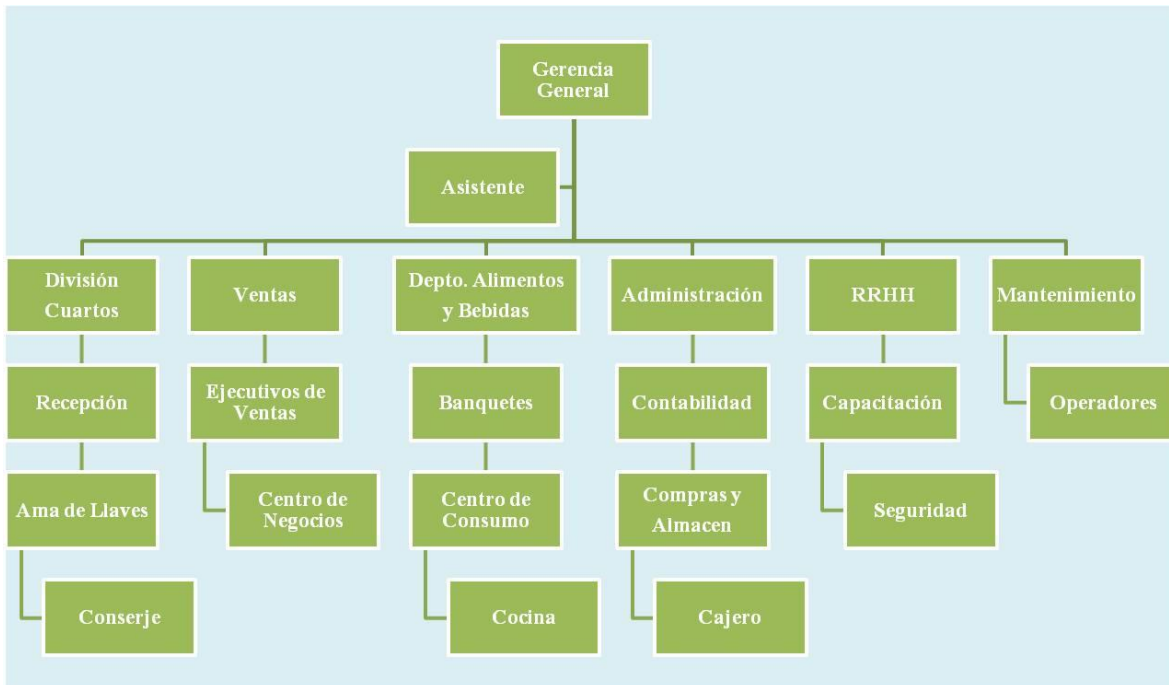 Gerencia
General
Asistente
División
Cuartos
Ventas
Depto. Alimentos
y Bebidas
Administración
RRHH
Mantenimiento
Recepción
Ejecutivos de
Ventas
Banquetes
Contabilidad
Capacitación
Operadores
Ama de Llaves
Centro de
Negocios
Centro de
Consumo
Compras y
Almacen
Seguridad
Conserje
Cocina
Cajero